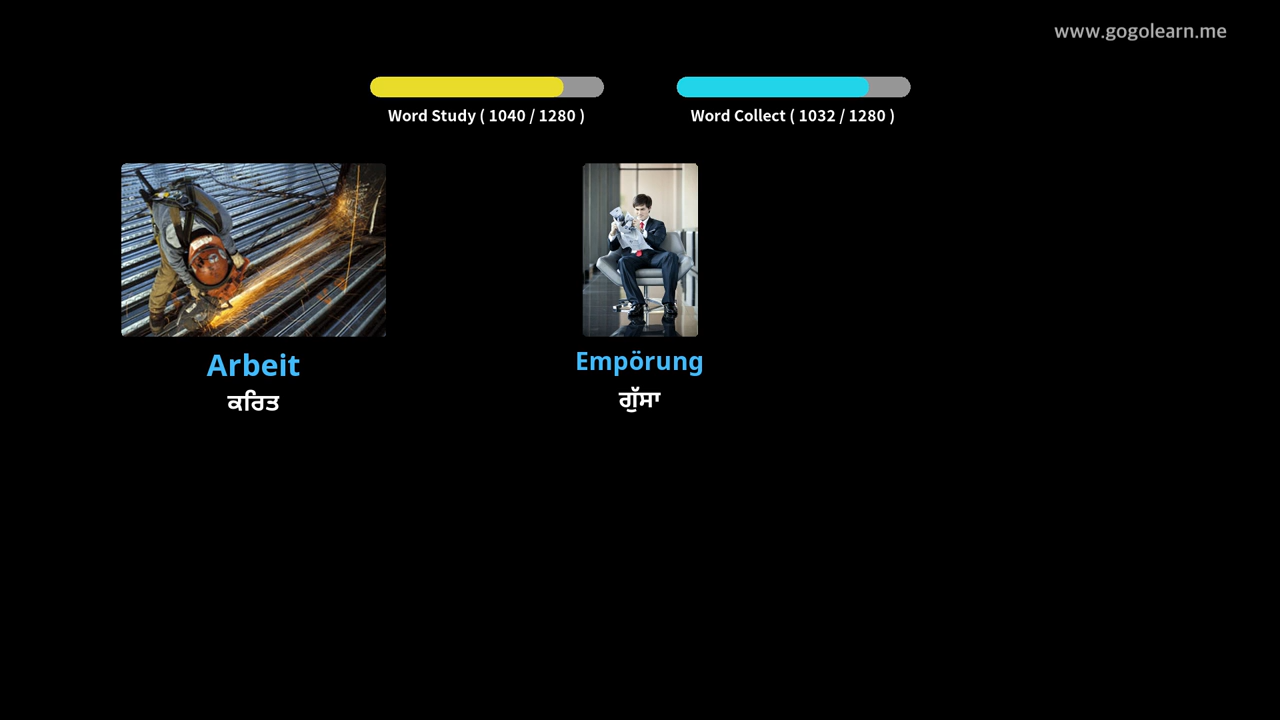 www.gogolearn.me
Word Study ( 1040 / 1280 )
Word Collect ( 1032 / 1280 )
Arbeit
ਕਰਿਤ
Empörung
ਗੁੱਸਾ